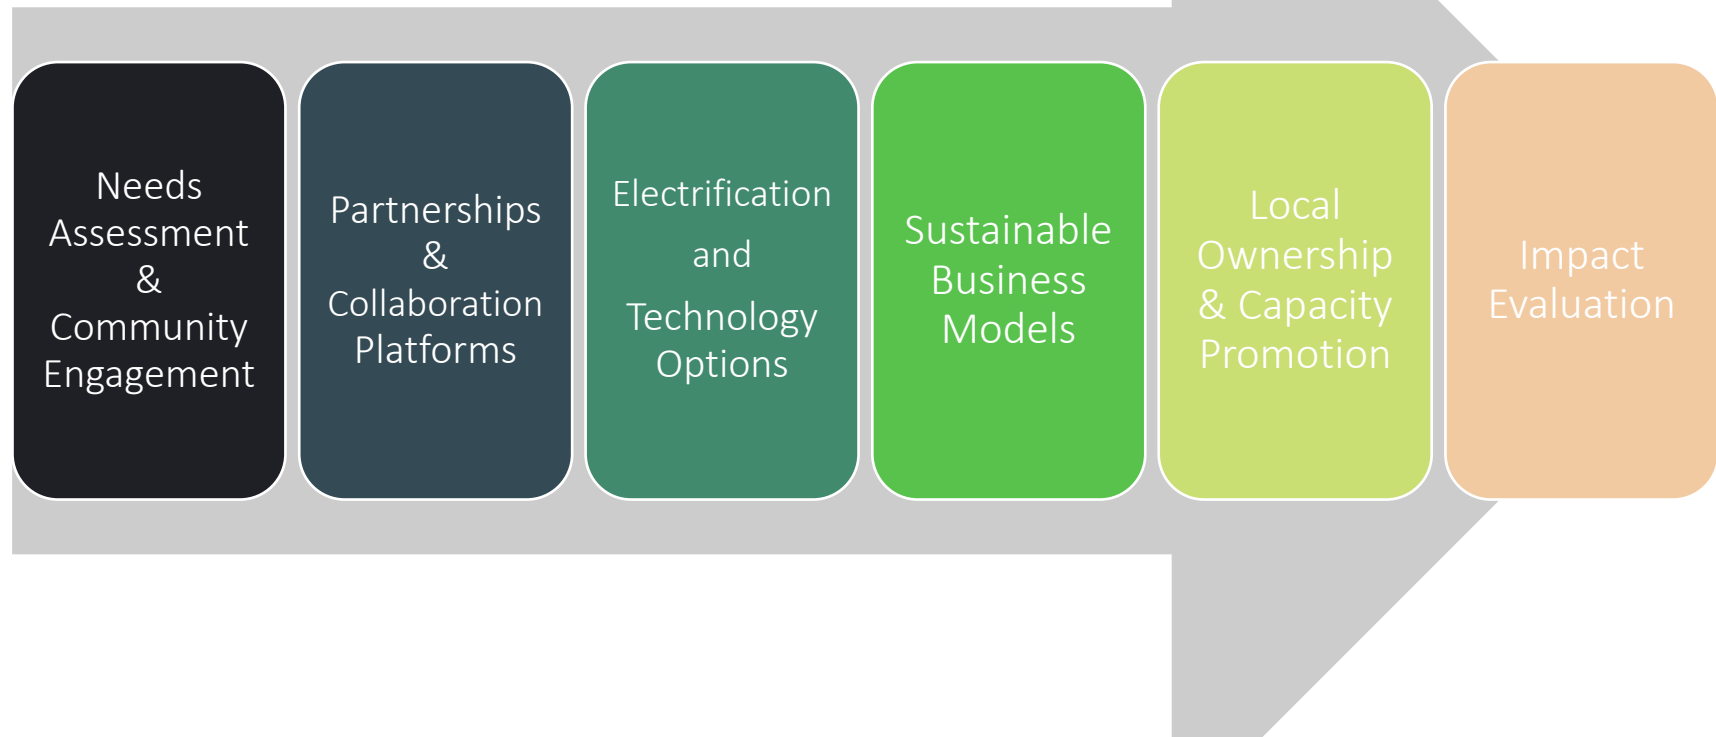 Needs
Assessment
&
Community
Engagement
Partnerships
&
Collaboration
Platforms
Electrification
and
Technology
Options
Sustainable
Business
Models
Local
Ownership
& Capacity
Promotion
Impact
Evaluation